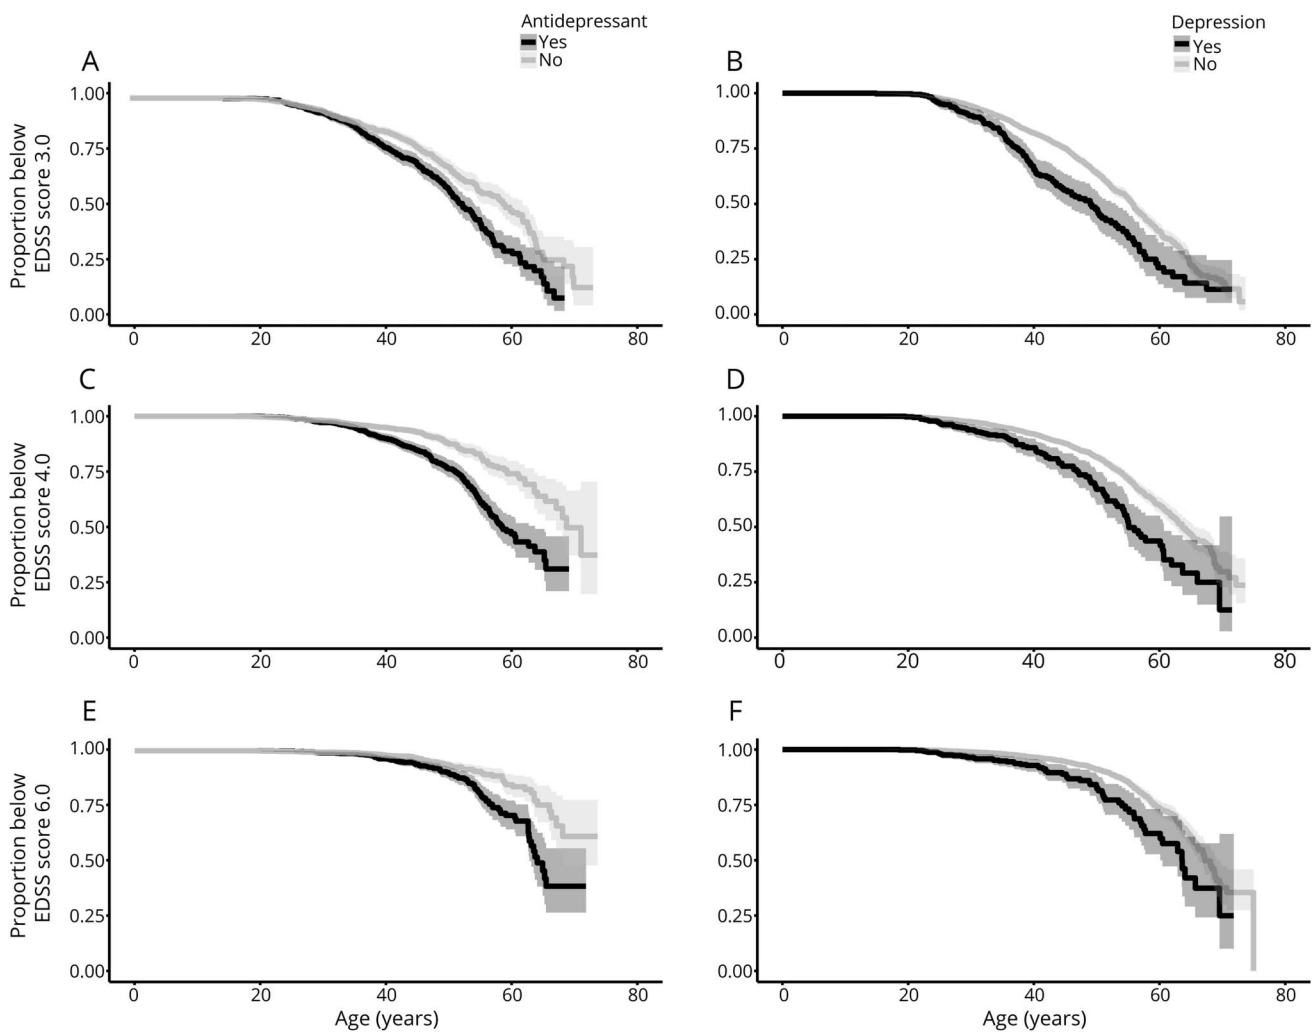 Antidepressant
Yes
No
Depression
Yes
No
A
Proportion below
EDSS score 3.0
1.00
0.75
0.50
0.25
0.00
0 20 40 60 80
B
1.00
0.75
0.50
0.25
0.00
0 20 40 60 80
C
Proportion below
EDSS score 4.0
1.00
0.75
0.50
0.25
0.00
0 20 40 60 80
D
1.00
0.75
0.50
0.25
0.00
0 20 40 60 80
E
Proportion below
EDSS score 6.0
1.00
0.75
0.50
0.25
0.00
0 20 40 60 80
Age (years)
F
1.00
0.75
0.50
0.25
0.00
0 20 40 60 80
Age (years)